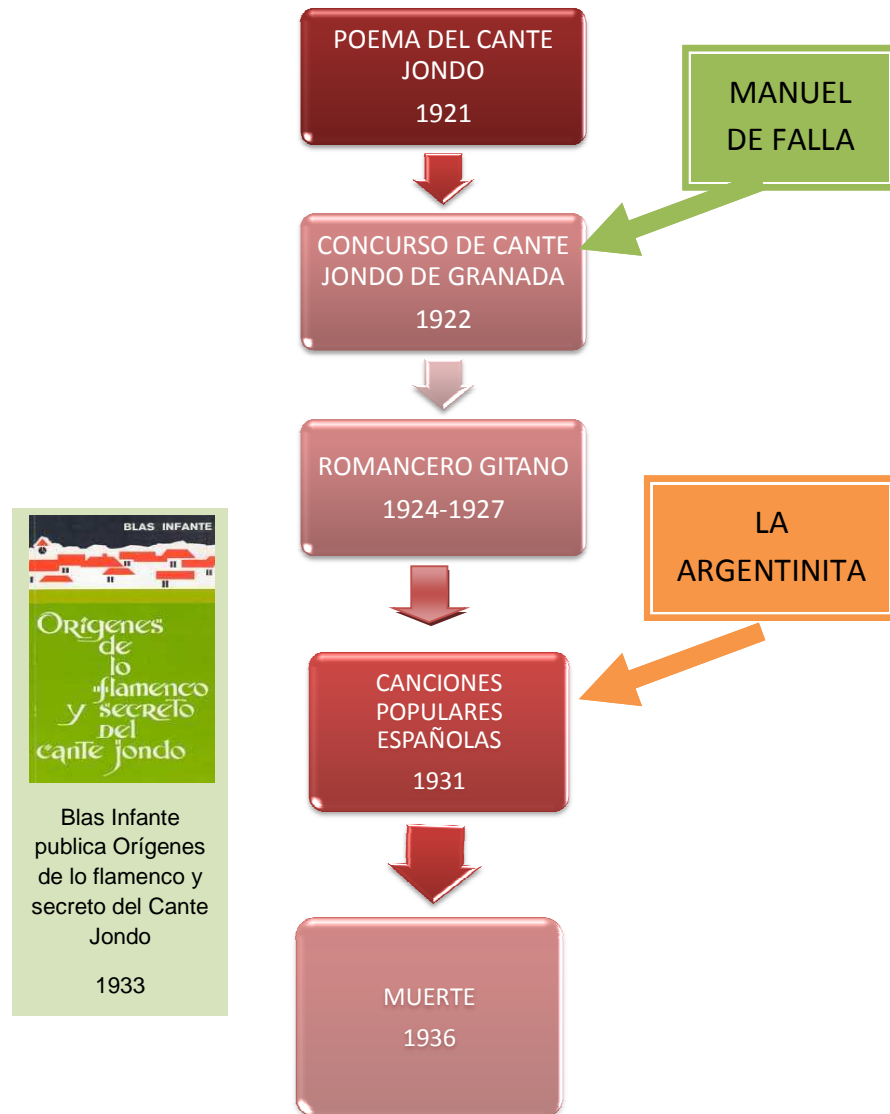 POEMA DEL CANTE
JONDO
1921
MANUEL
DE FALLA
CONCURSO DE CANTE
JONDO DE GRANADA
1922
ROMANCERO GITANO
1924-1927
LA
ARGENTINITA
BLAS INFANTE
Orígenes
de
lo
flamenco
y secreto
del
cante jondo
Blas Infante
publica Orígenes
de lo flamenco y
secreto del Cante
Jondo
1933
CANCIONES
POPULARES
ESPAÑOLAS
1931
MUERTE
1936